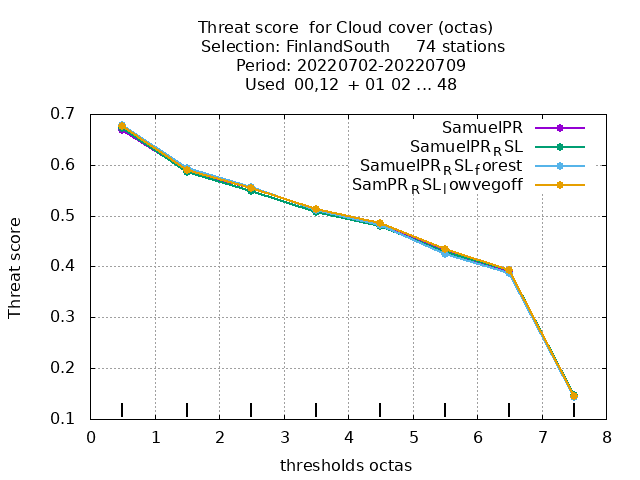 Threat score  for Cloud cover (octas)
Selection: FinlandSouth     74 stations
Period: 20220702-20220709
Used  00,12  + 01 02 ... 48
SamuelPR
SamuelPR_RSL
SamuelPR_RSL_forest
SamPR_RSL_lowvegoff
0.7
0.6
0.5
0.4
0.3
0.2
0.1
Threat score
0 1 2 3 4 5 6 7 8
thresholds octas